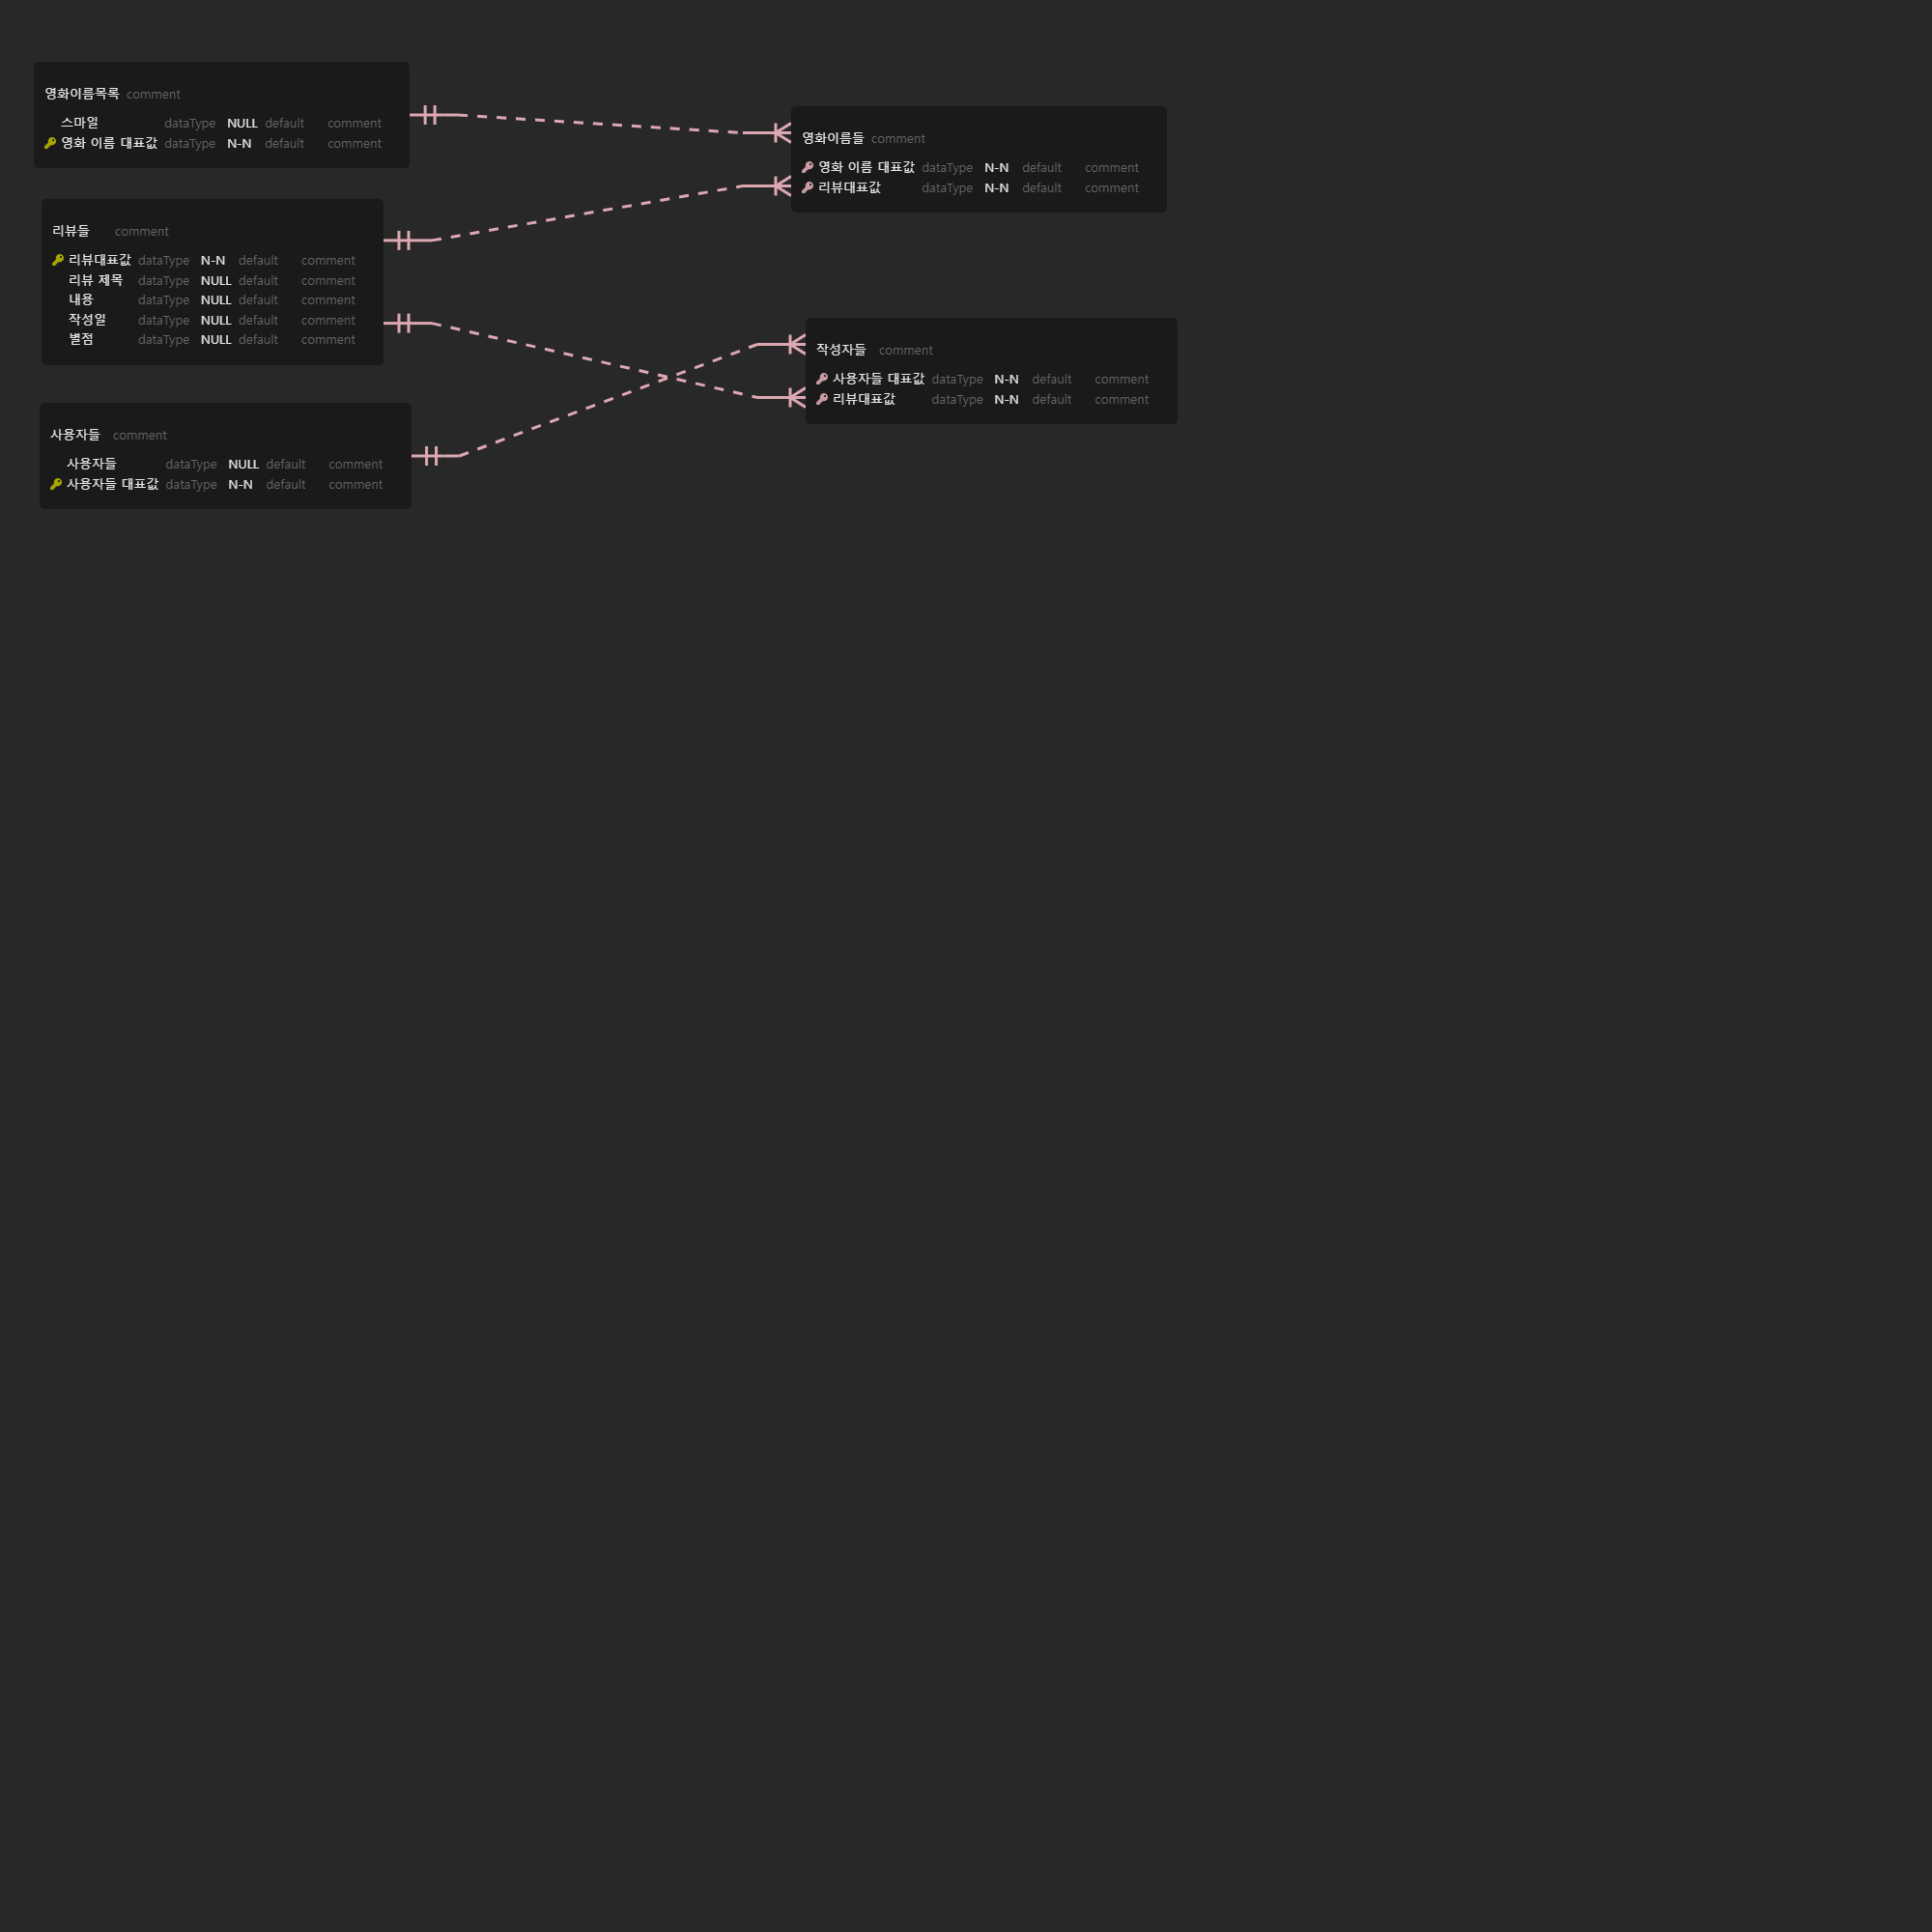 영화이름목록 comment
스마일 dataType NULL default comment
영화 이름 대표값 dataType N-N default comment
영화이름들 comment
영화 이름 대표값 dataType N-N default comment
리뷰대표값 dataType N-N default comment
리뷰들 comment
리뷰대표값 dataType N-N default comment
리뷰 제목 dataType NULL default comment
내용 dataType NULL default comment
작성일 dataType NULL default comment
별점 dataType NULL default comment
작성자들 comment
사용자들 대표값 dataType N-N default comment
리뷰대표값 dataType N-N default comment
사용자들 comment
사용자들 dataType NULL default comment
사용자들 대표값 dataType N-N default comment